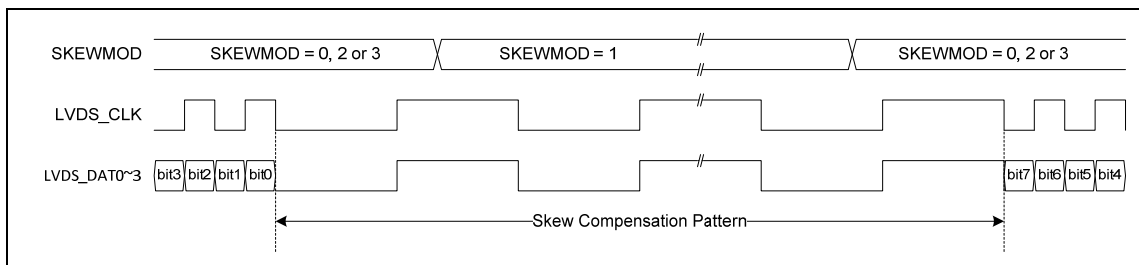 SKEWMOD
SKEWMOD = 0, 2 or 3
SKEWMOD = 1
SKEWMOD = 0, 2 or 3
LVDS_CLK
LVDS_DAT0~3
bit3 bit2 bit1 bit0
bit7 bit6 bit5 bit4
Skew Compensation Pattern